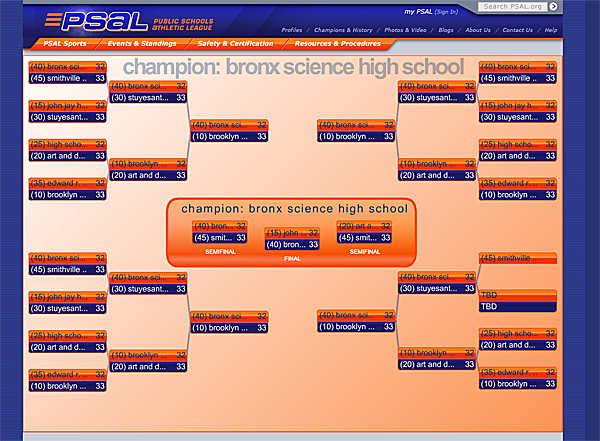 PSAL PUBLIC SCHOOLS ATHLETIC LEAGUE
my PSAL (Sign In)
Search PSAL.org
Profiles / Champions & History / Photos & Video / Blogs / About Us / Contact Us / Help
PSAL Sports / Events & Standings / Safety & Certification / Resources & Procedures
champion: bronx science high school
(40) bronx sci... 32
(45) smithville .. 33
(15) john jay h... 32
(30) stuyesant... 33
(25) high scho... 32
(20) art and d... 33
(35) edward r. .. 32
(10) brooklyn ... 33
(40) bronx sci... 32
(30) stuyesant... 33
(10) brooklyn ... 32
(20) art and d... 33
(40) bronx sci... 32
(10) brooklyn ... 33
(40) bronx sci... 32
(10) brooklyn ... 33
(40) bronx sci... 32
(30) stuyesant... 33
(10) brooklyn ... 32
(20) art and d... 33
(40) bronx sci... 32
(45) smithville .. 33
(15) john jay h... 32
(30) stuyesant... 33
(25) high scho... 32
(20) art and d... 33
(35) edward r. .. 32
(10) brooklyn ... 33
champion: bronx science high school
(40) bron... 32
(45) smit... 33
SEMIFINAL
(15) john ... 32
(40) bron... 33
FINAL
(20) art a... 32
(45) smit... 33
SEMIFINAL
(40) bronx sci... 32
(45) smithville .. 33
(15) john jay h... 32
(30) stuyesant... 33
(25) high scho... 32
(20) art and d... 33
(35) edward r. .. 32
(10) brooklyn ... 33
(40) bronx sci... 32
(30) stuyesant... 33
(10) brooklyn ... 32
(20) art and d... 33
(40) bronx sci... 32
(10) brooklyn ... 33
(40) bronx sci... 32
(10) brooklyn ... 33
(40) bronx sci... 32
(30) stuyesant... 33
(10) brooklyn ... 32
(20) art and d... 33
(45) smithville .. 33
TBD
TBD
(25) high scho... 32
(20) art and d... 33
(35) edward r. .. 32
(10) brooklyn ... 33